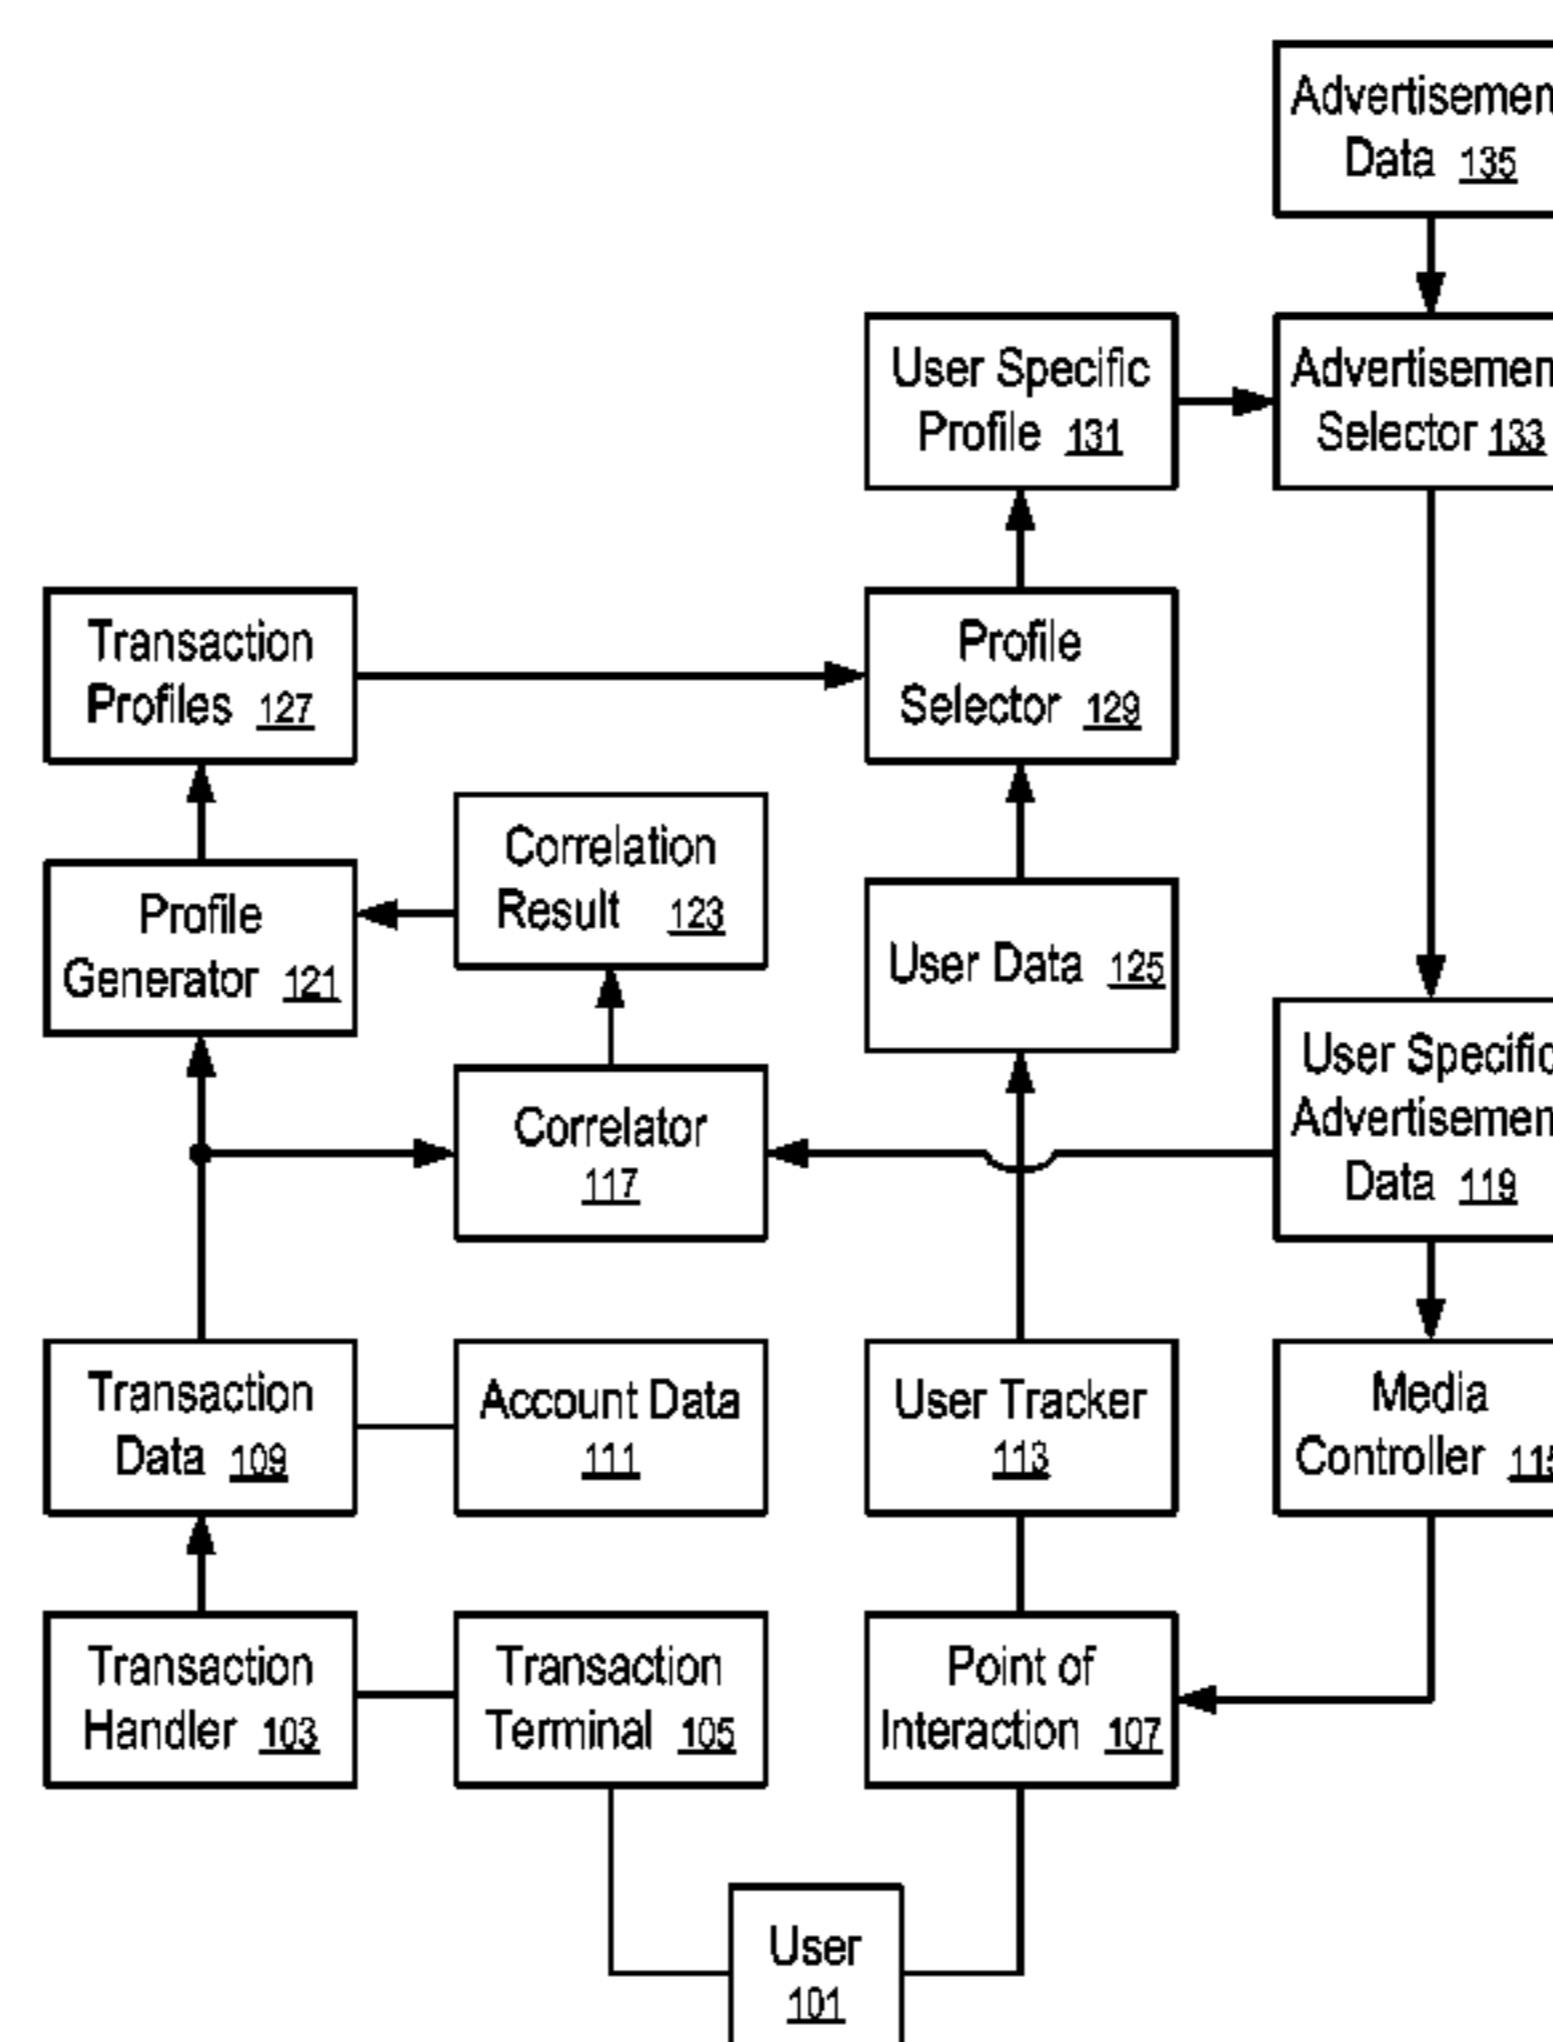 Advertisemen
Data 135
User Specific
Profile 131
Advertisemen
Selector 133
Transaction
Profiles 127
Profile
Selector 129
Correlation
Result 123
Profile
Generator 121
User Data 125
User Specific
Advertisemen
Data 119
Correlator
117
Transaction
Data 109
Account Data
111
User Tracker
113
Media
Controller 115
Transaction
Handler 103
Transaction
Terminal 105
Point of
Interaction 107
User
101